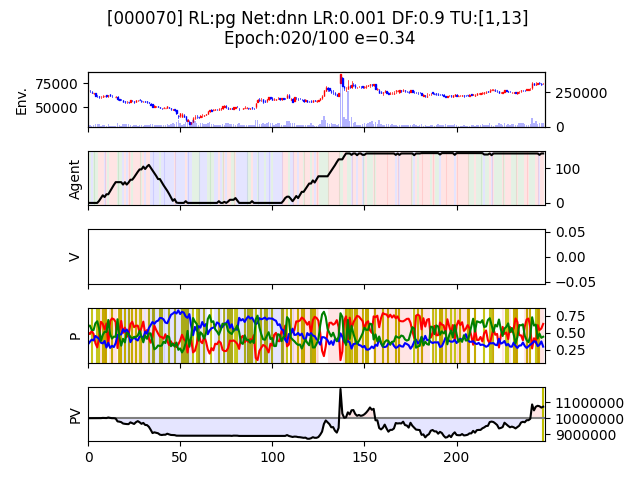 [000070] RL:pg Net:dnn LR:0.001 DF:0.9 TU:[1,13]
Epoch:020/100 e=0.34
Env.
75000
50000
250000
0
Agent
100
0
V
0.05
0.00
−0.05
P
0.75
0.50
0.25
PV
11000000
10000000
9000000
0 50 100 150 200